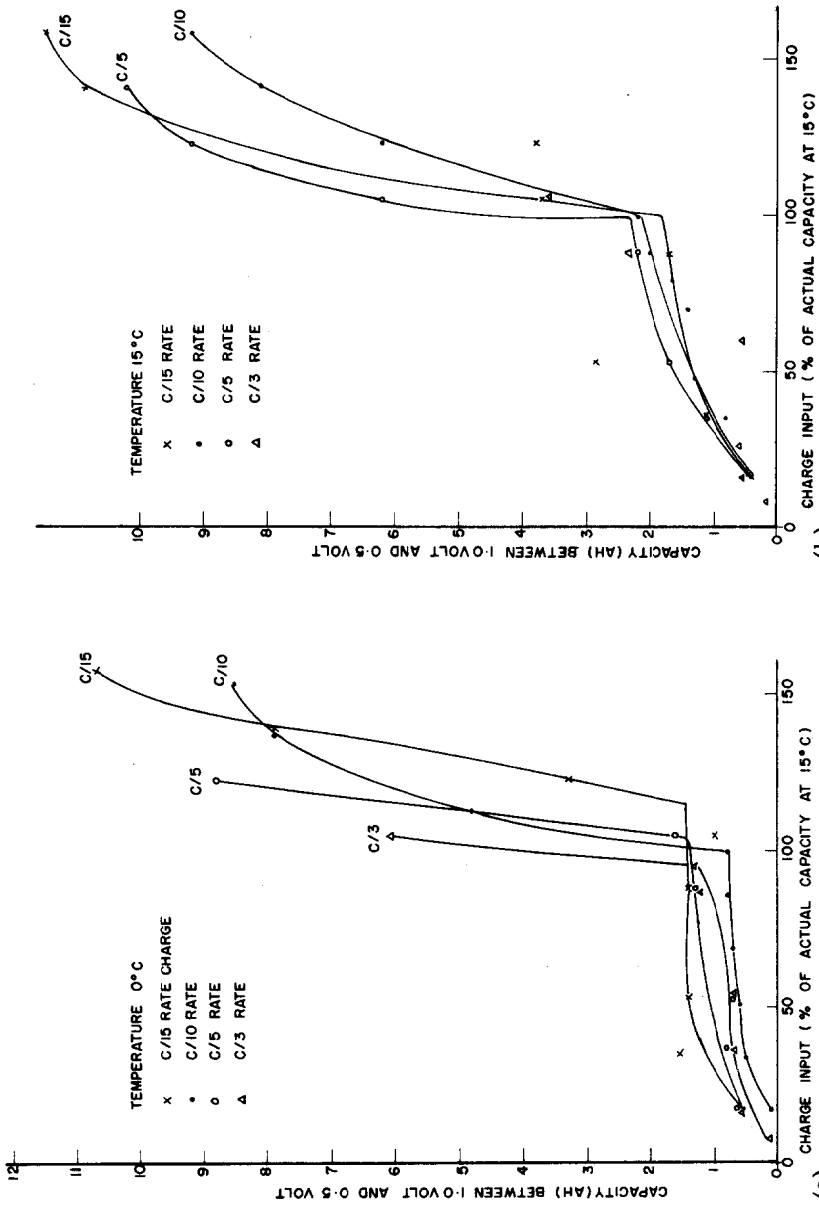 TEMPERATURE 0°C
× C/15 RATE CHARGE
• C/10 RATE
o C/5 RATE
Δ C/3 RATE
C/15
C/10
C/5
C/3
CAPACITY (AH) BETWEEN 1·0 VOLT AND 0·5 VOLT
12
11
10
9
8
7
6
5
4
3
2
1
0
0 50 100 150
CHARGE INPUT ( % OF ACTUAL CAPACITY AT 15°C)
TEMPERATURE 15°C
× C/15 RATE
• C/10 RATE
o C/5 RATE
Δ C/3 RATE
C/15
C/5
C/10
CAPACITY (AH) BETWEEN 1·0 VOLT AND 0·5 VOLT
10
9
8
7
6
5
4
3
2
1
0
0 50 100 150
CHARGE INPUT ( % OF ACTUAL CAPACITY AT 15°C)